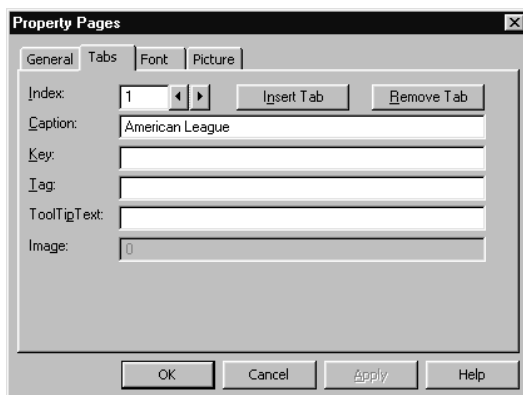 Property Pages
General Tabs Font Picture
Index: 1 Insert Tab Remove Tab
Caption: American League
Key:
Tag:
ToolTipText:
Image: 0
OK Cancel Apply Help